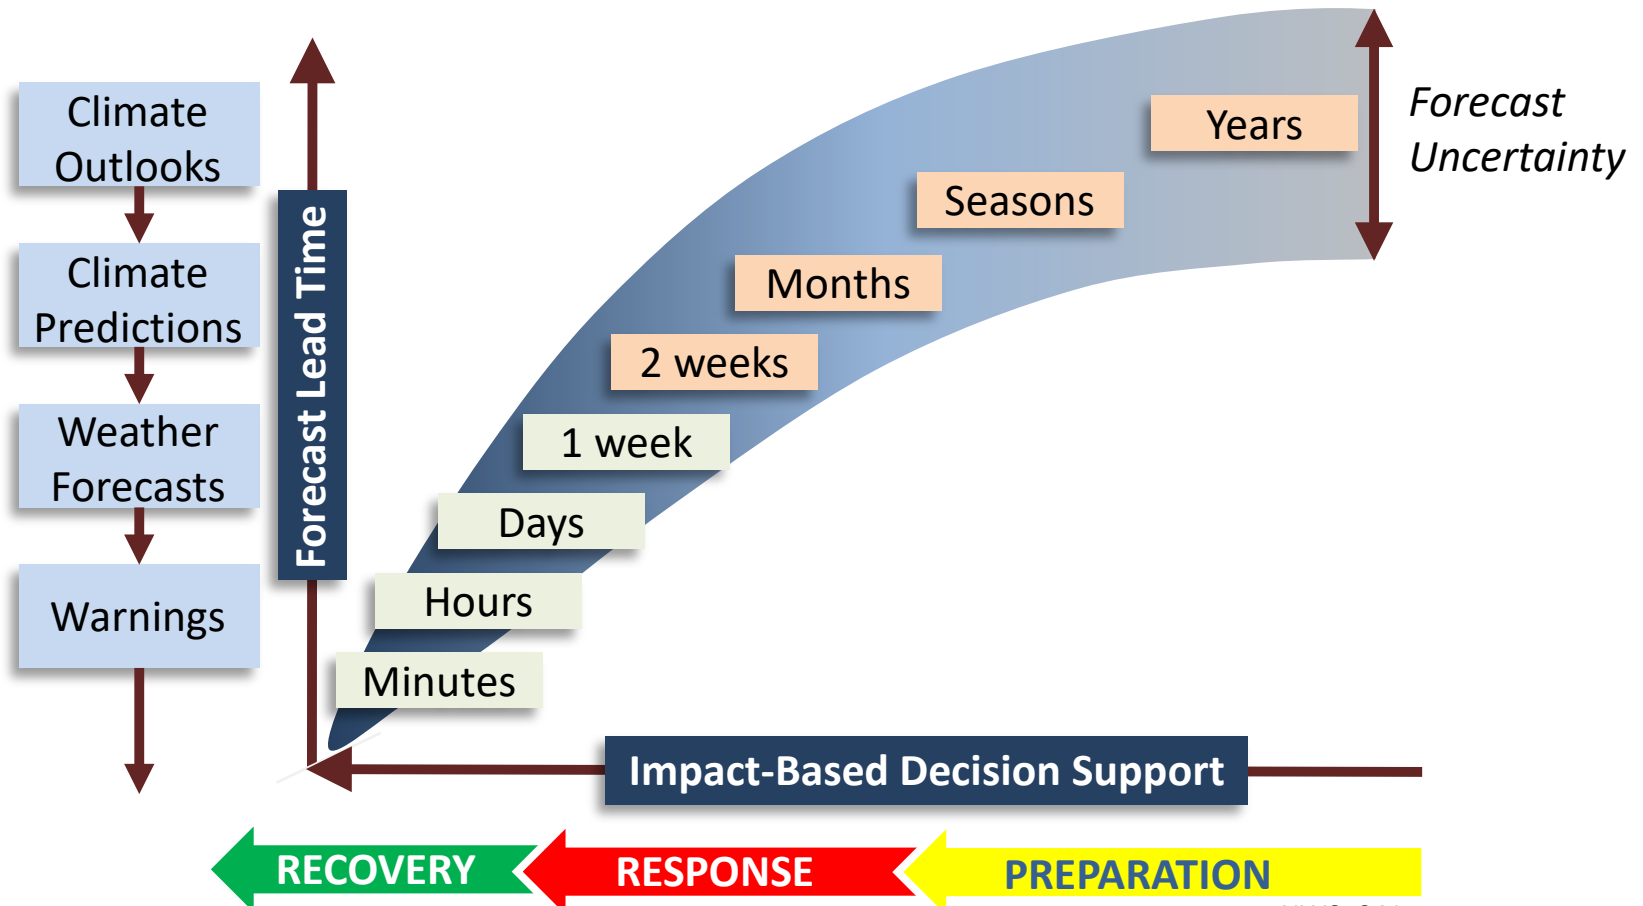 Climate
Outlooks
Climate
Predictions
Weather
Forecasts
Warnings
Forecast Lead Time
Years
Seasons
Months
2 weeks
1 week
Days
Hours
Minutes
Forecast
Uncertainty
Impact-Based Decision Support
RECOVERY
RESPONSE
PREPARATION